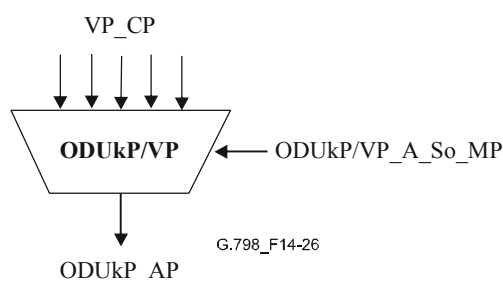 VP_CP
ODUkP/VP
ODUkP/VP_A_So_MP
G.798_F14-26
ODUkP_AP